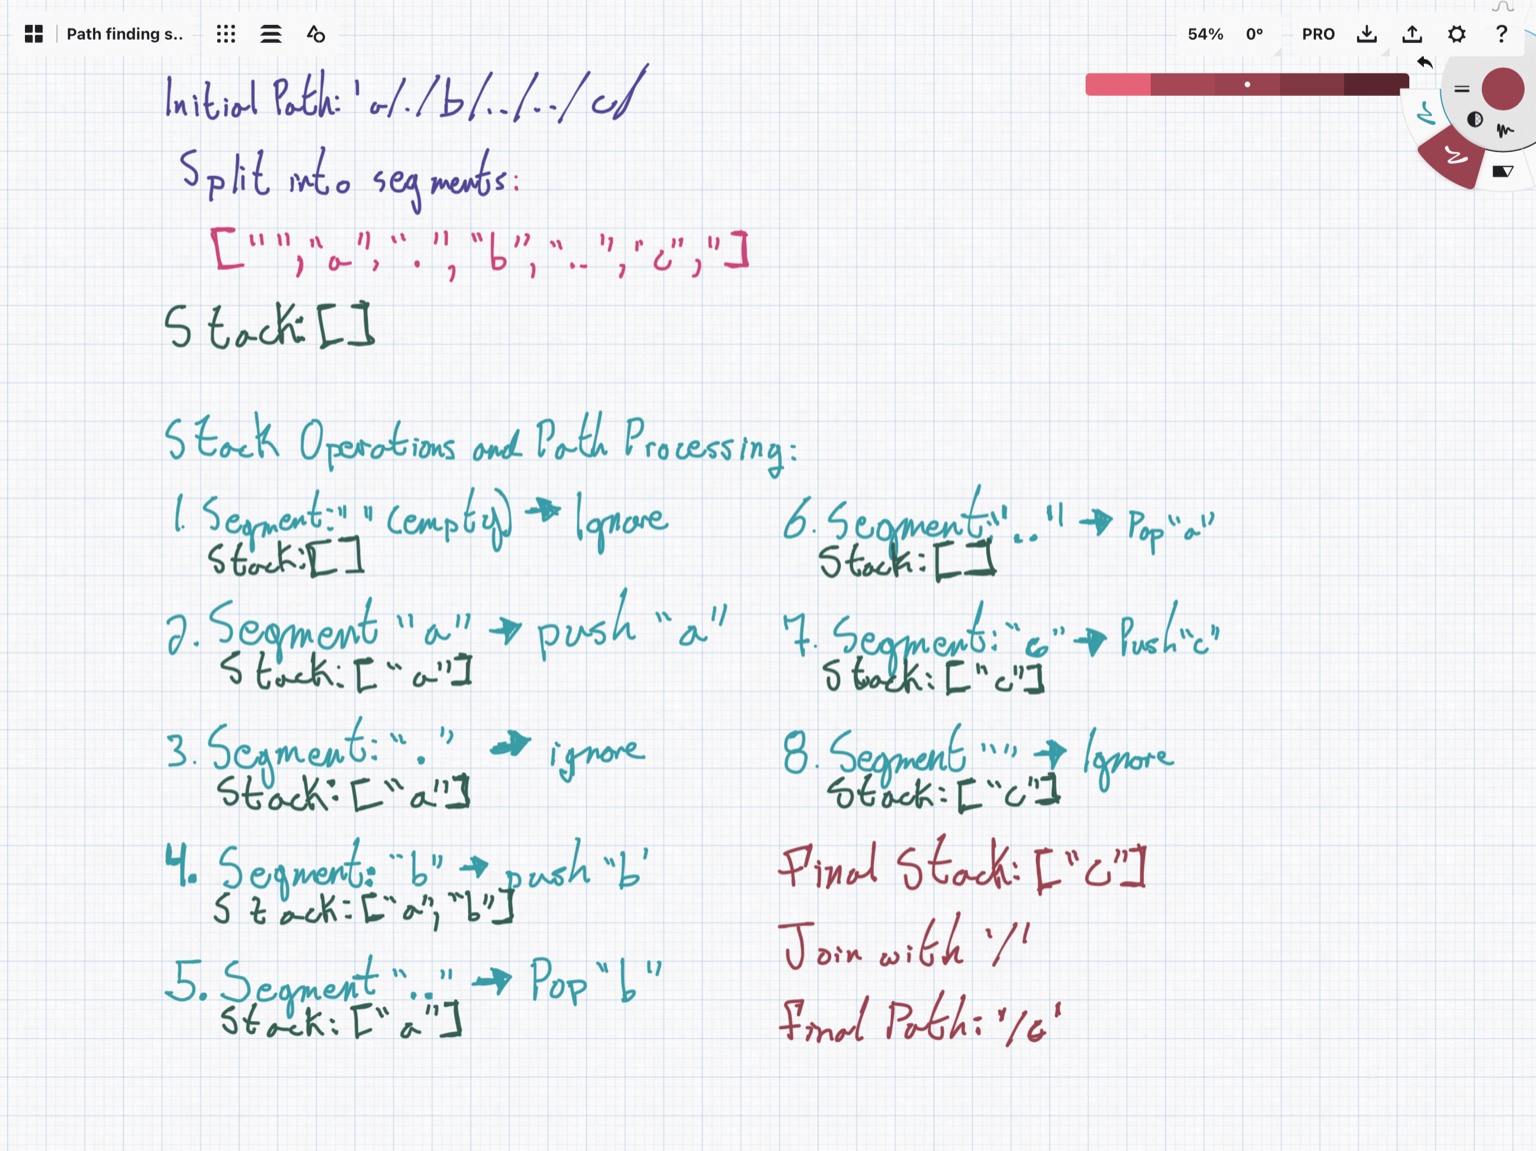 Path finding s..
54% 0° PRO ?
Initial Path: 'a/./b/../../c/
Split into segments:
["","a",".","b","..","c","]
Stack:[]
Stack Operations and Path Processing:
1. Segment:" " (empty) → Ignore
Stack:[]
2. Segment "a" → push "a"
Stack: ["a"]
3. Segment: "." → ignore
Stack: ["a"]
4. Segment: "b" → push "b'
Stack: ["a", "b"]
5. Segment ".." → Pop "b"
Stack: ["a"]
6. Segment:".." → Pop "a"
Stack: []
7. Segment: "c" → Push "c"
Stack: ["c"]
8. Segment "" → Ignore
Stack: ["c"]
Final Stack: ["c"]
Join with '/'
Final Path: '/c'